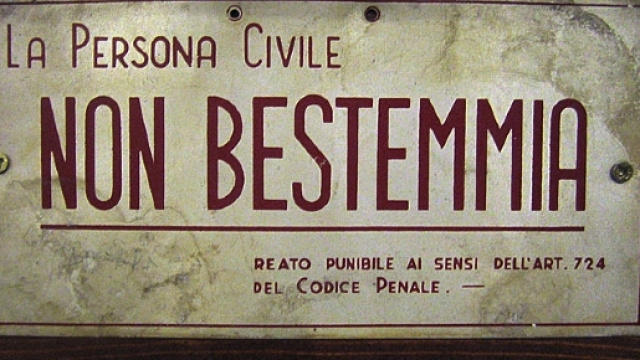 La Persona Civile
NON BESTEMMIA
REATO PUNIBILE AI SENSI DELL'ART. 724
DEL CODICE PENALE. —